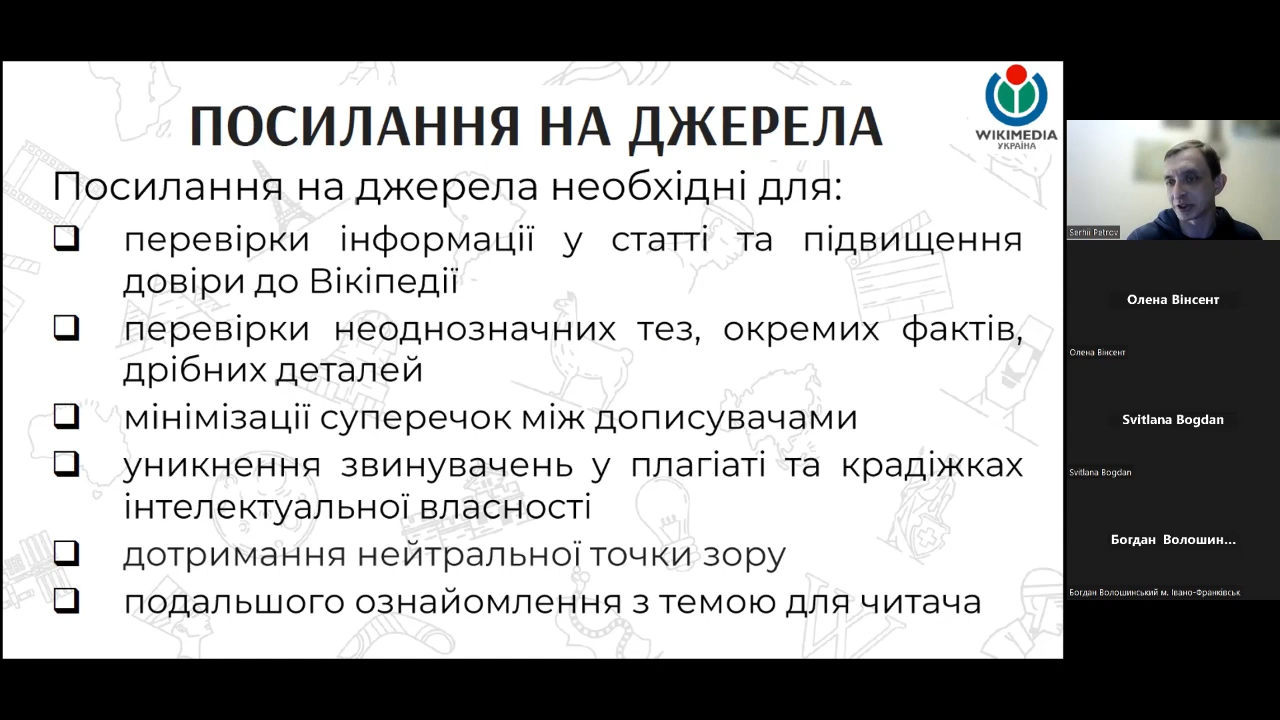 ПОСИЛАННЯ НА ДЖЕРЕЛА
WIKIMEDIA
УКРАЇНА
Посилання на джерела необхідні для:
перевірки інформації у статті та підвищення
довіри до Вікіпедії
перевірки неоднозначних тез, окремих фактів,
дрібних деталей
мінімізації суперечок між дописувачами
уникнення звинувачень у плагіаті та крадіжках
інтелектуальної власності
дотримання нейтральної точки зору
подальшого ознайомлення з темою для читача
Serhii Petrov
Олена Вінсент
Олена Вінсент
Svitlana Bogdan
Svitlana Bogdan
Богдан Волошин...
Богдан Волошинський м. Івано-Франківськ